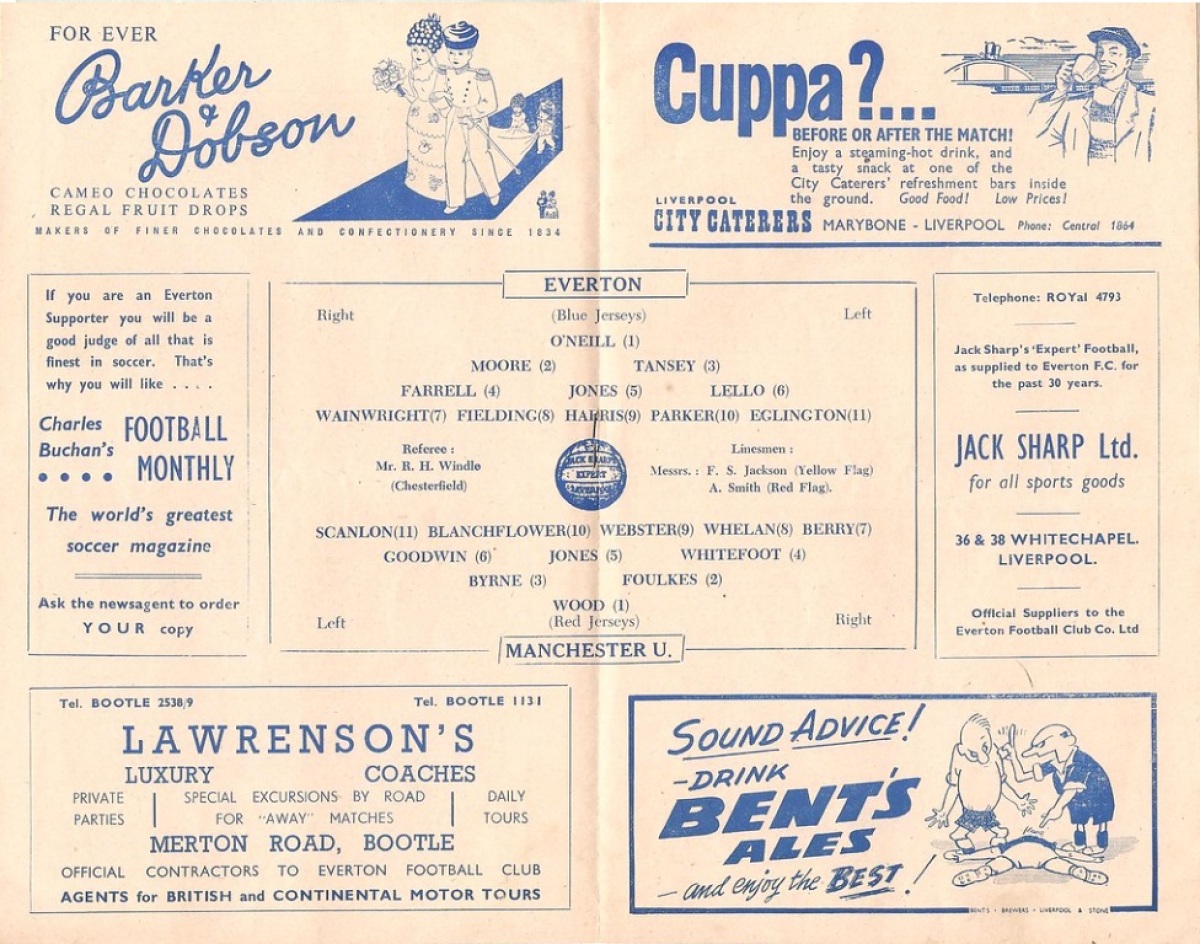 FOR EVER
Barker
&
Dobson
CAMEO CHOCOLATES
REGAL FRUIT DROPS
MAKERS OF FINER CHOCOLATES AND CONFECTIONERY SINCE 1834
Cuppa?...
BEFORE OR AFTER THE MATCH!
Enjoy a steaming-hot drink, and
a tasty snack at one of the
City Caterers' refreshment bars inside
the ground. Good Food! Low Prices!
LIVERPOOL
CITY CATERERS MARYBONE - LIVERPOOL Phone: Central 1864
If you are an Everton
Supporter you will be a
good judge of all that is
finest in soccer. That's
why you will like . . . .
Charles
Buchan's
FOOTBALL
MONTHLY
The world's greatest
soccer magazine
Ask the newsagent to order
YOUR copy
EVERTON
Right (Blue Jerseys) Left
O'NEILL (1)
MOORE (2) TANSEY (3)
FARRELL (4) JONES (5) LELLO (6)
WAINWRIGHT(7) FIELDING(8) HARRIS(9) PARKER(10) EGLINGTON(11)
Referee :
Mr. R. H. Windle
(Chesterfield)
JACK SHARP
EXPERT
Linesmen :
Messrs. : F. S. Jackson (Yellow Flag)
A. Smith (Red Flag).
SCANLON(11) BLANCHFLOWER(10) WEBSTER(9) WHELAN(8) BERRY(7)
GOODWIN (6) JONES (5) WHITEFOOT (4)
BYRNE (3) FOULKES (2)
WOOD (1)
Left (Red Jerseys) Right
MANCHESTER U.
Telephone: ROYal 4793
Jack Sharp's 'Expert' Football,
as supplied to Everton F.C. for
the past 30 years.
JACK SHARP Ltd.
for all sports goods
36 & 38 WHITECHAPEL.
LIVERPOOL.
Official Suppliers to the
Everton Football Club Co. Ltd
Tel. BOOTLE 2538/9 Tel. BOOTLE 1131
LAWRENSON'S
LUXURY COACHES
PRIVATE
PARTIES
SPECIAL EXCURSIONS BY ROAD
FOR "AWAY" MATCHES
DAILY
TOURS
MERTON ROAD, BOOTLE
OFFICIAL CONTRACTORS TO EVERTON FOOTBALL CLUB
AGENTS for BRITISH and CONTINENTAL MOTOR TOURS
SOUND ADVICE!
-DRINK
BENT'S
ALES
- and enjoy the BEST!
BENT'S · BREWERS · LIVERPOOL & STONE